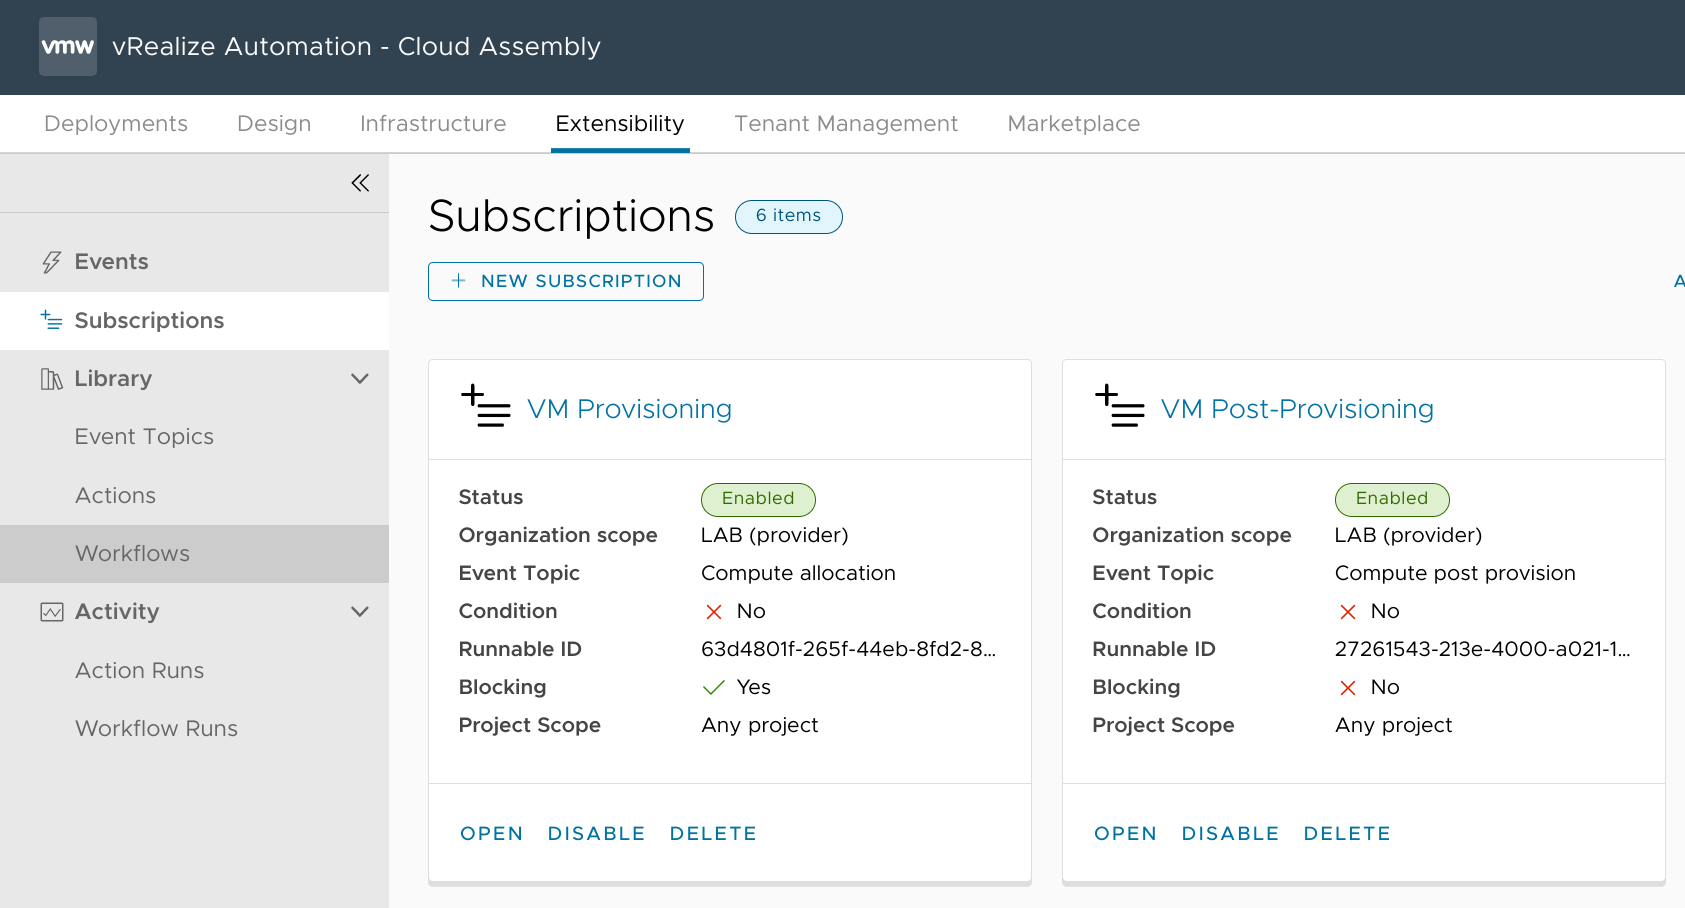 vmw vRealize Automation - Cloud Assembly
Deployments Design Infrastructure Extensibility Tenant Management Marketplace
Events
Subscriptions
Library
Event Topics
Actions
Workflows
Activity
Action Runs
Workflow Runs
Subscriptions 6 items
NEW SUBSCRIPTION
A
VM Provisioning
Status Enabled
Organization scope LAB (provider)
Event Topic Compute allocation
Condition No
Runnable ID 63d4801f-265f-44eb-8fd2-8...
Blocking Yes
Project Scope Any project
OPEN DISABLE DELETE
VM Post-Provisioning
Status Enabled
Organization scope LAB (provider)
Event Topic Compute post provision
Condition No
Runnable ID 27261543-213e-4000-a021-1...
Blocking No
Project Scope Any project
OPEN DISABLE DELETE